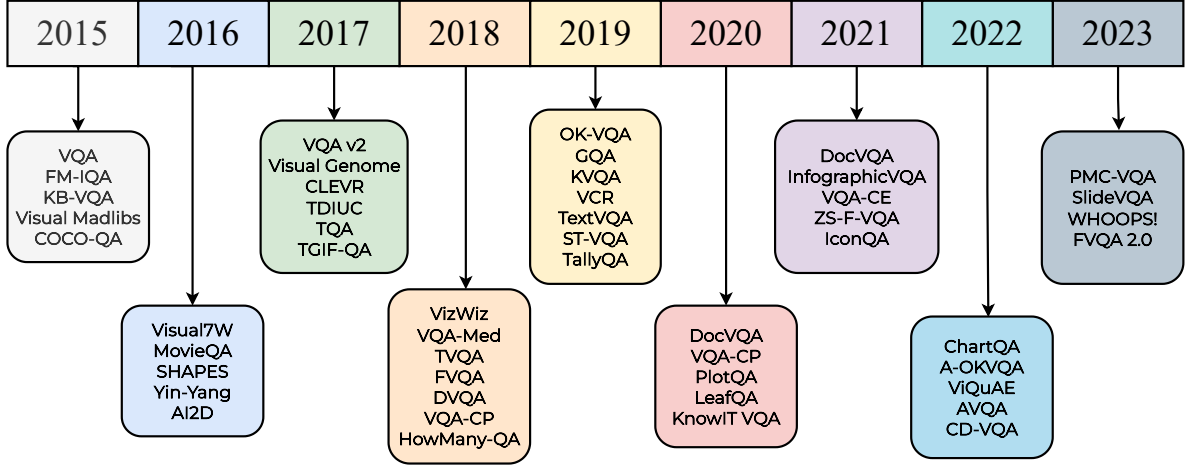 2015
2016
2017
2018
2019
2020
2021
2022
2023
VQA
FM-IQA
KB-VQA
Visual Madlibs
COCO-QA
Visual7W
MovieQA
SHAPES
Yin-Yang
AI2D
VQA v2
Visual Genome
CLEVR
TDIUC
TQA
TGIF-QA
VizWiz
VQA-Med
TVQA
FVQA
DVQA
VQA-CP
HowMany-QA
OK-VQA
GQA
KVQA
VCR
TextVQA
ST-VQA
TallyQA
DocVQA
VQA-CP
PlotQA
LeafQA
KnowIT VQA
DocVQA
InfographicVQA
VQA-CE
ZS-F-VQA
IconQA
ChartQA
A-OKVQA
ViQuAE
AVQA
CD-VQA
PMC-VQA
SlideVQA
WHOOPS!
FVQA 2.0